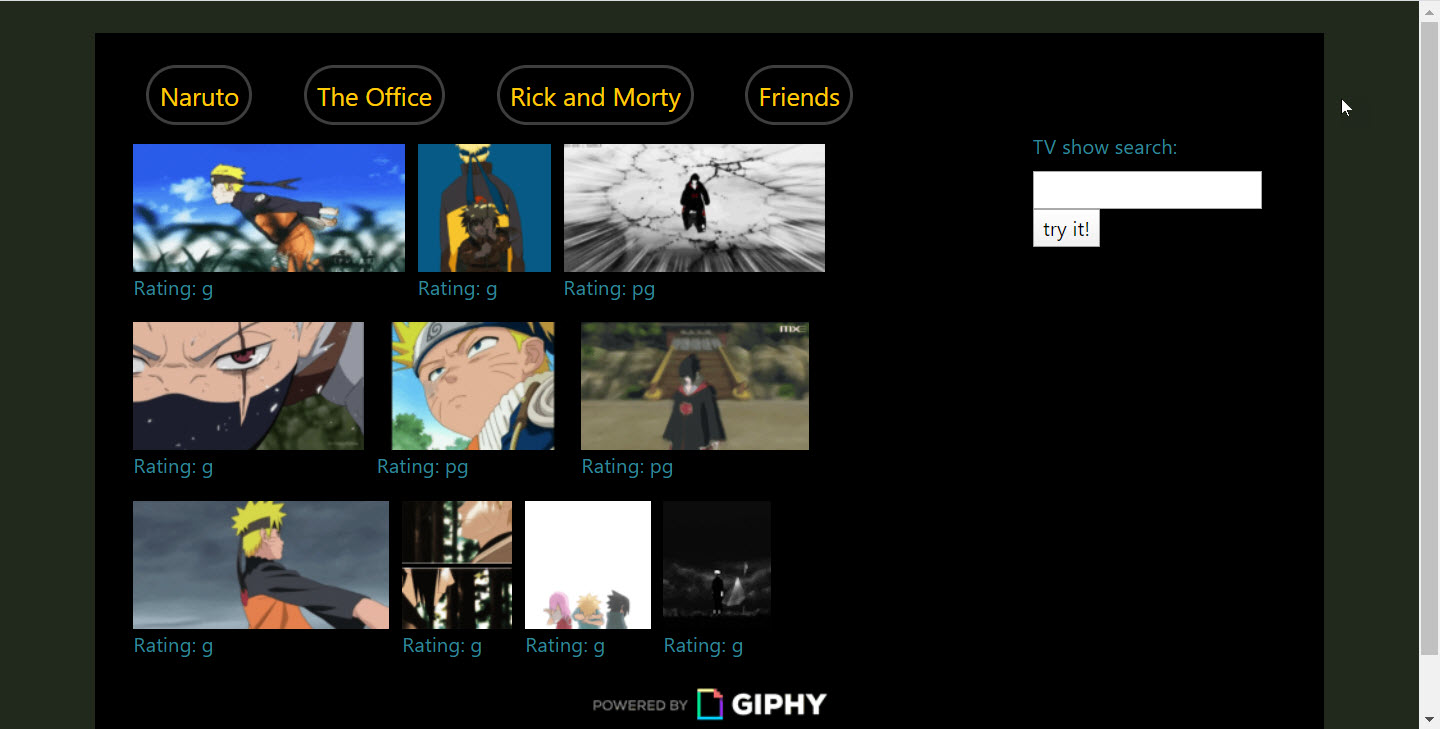 Naruto The Office Rick and Morty Friends
TV show search:
try it!
Rating: g Rating: g Rating: pg
Rating: g Rating: pg Rating: pg
Rating: g Rating: g Rating: g Rating: g
POWERED BY GIPHY